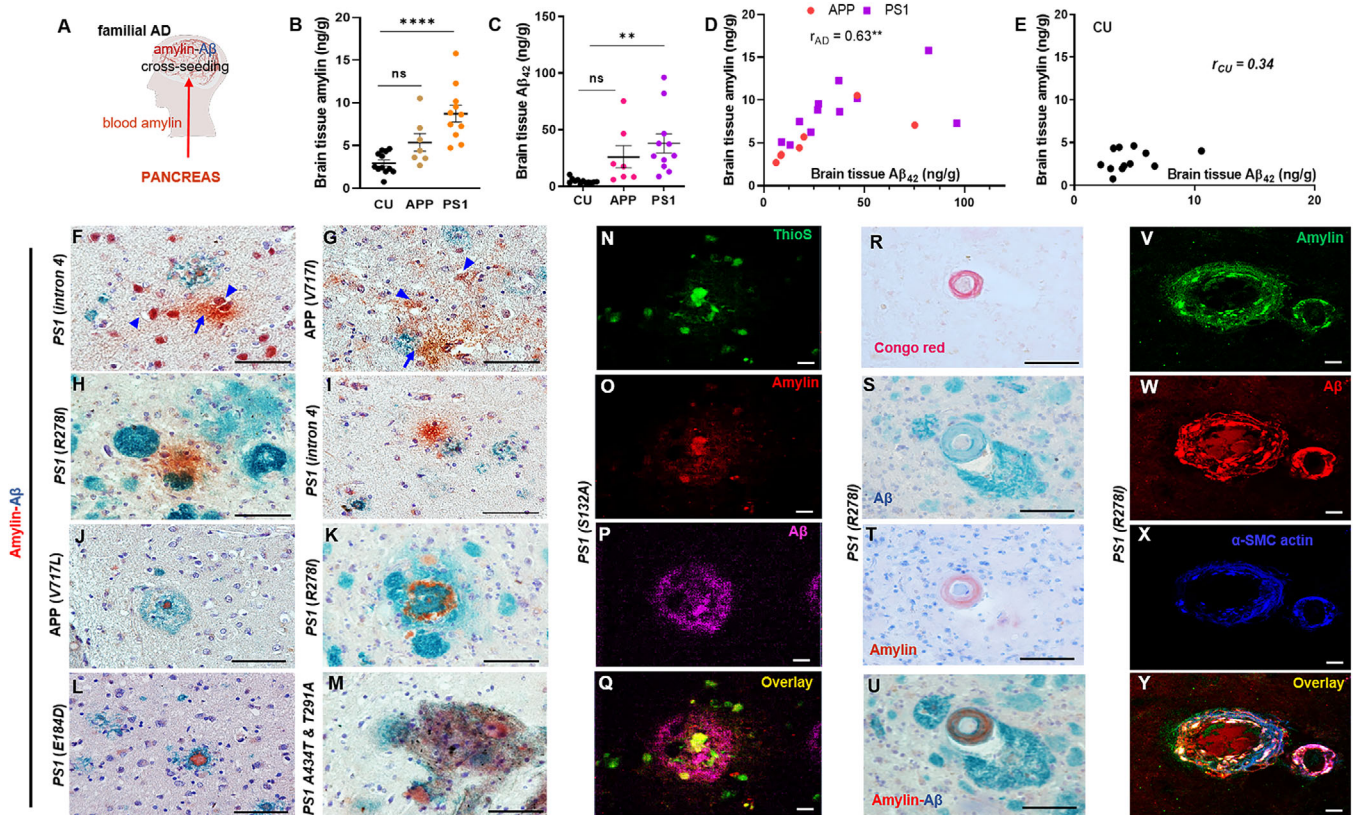 A
familial AD
amylin-Aβ
cross-seeding
blood amylin
PANCREAS
B
Brain tissue amylin (ng/g)
20
15
10
5
0
****
ns
CU APP PS1
C
Brain tissue Aβ42 (ng/g)
150
100
50
0
**
ns
CU APP PS1
D
APP PS1
rAD = 0.63**
Brain tissue amylin (ng/g)
20
15
10
5
0
Brain tissue Aβ42 (ng/g)
0 50 100
E
CU
rCU = 0.34
Brain tissue amylin (ng/g)
20
15
10
5
0
Brain tissue Aβ42 (ng/g)
0 10 20
Amylin-Aβ
F
PS1 (intron 4)
G
APP (V717I)
H
PS1 (R278I)
I
PS1 (intron 4)
J
APP (V717L)
K
PS1 (R278I)
L
PS1 (E184D)
M
PS1 A434T & T291A
PS1 (S132A)
N
ThioS
O
Amylin
P
Aβ
Q
Overlay
PS1 (R278I)
R
Congo red
S
Aβ
T
Amylin
U
Amylin-Aβ
PS1 (R278I)
V
Amylin
W
Aβ
X
α-SMC actin
Y
Overlay